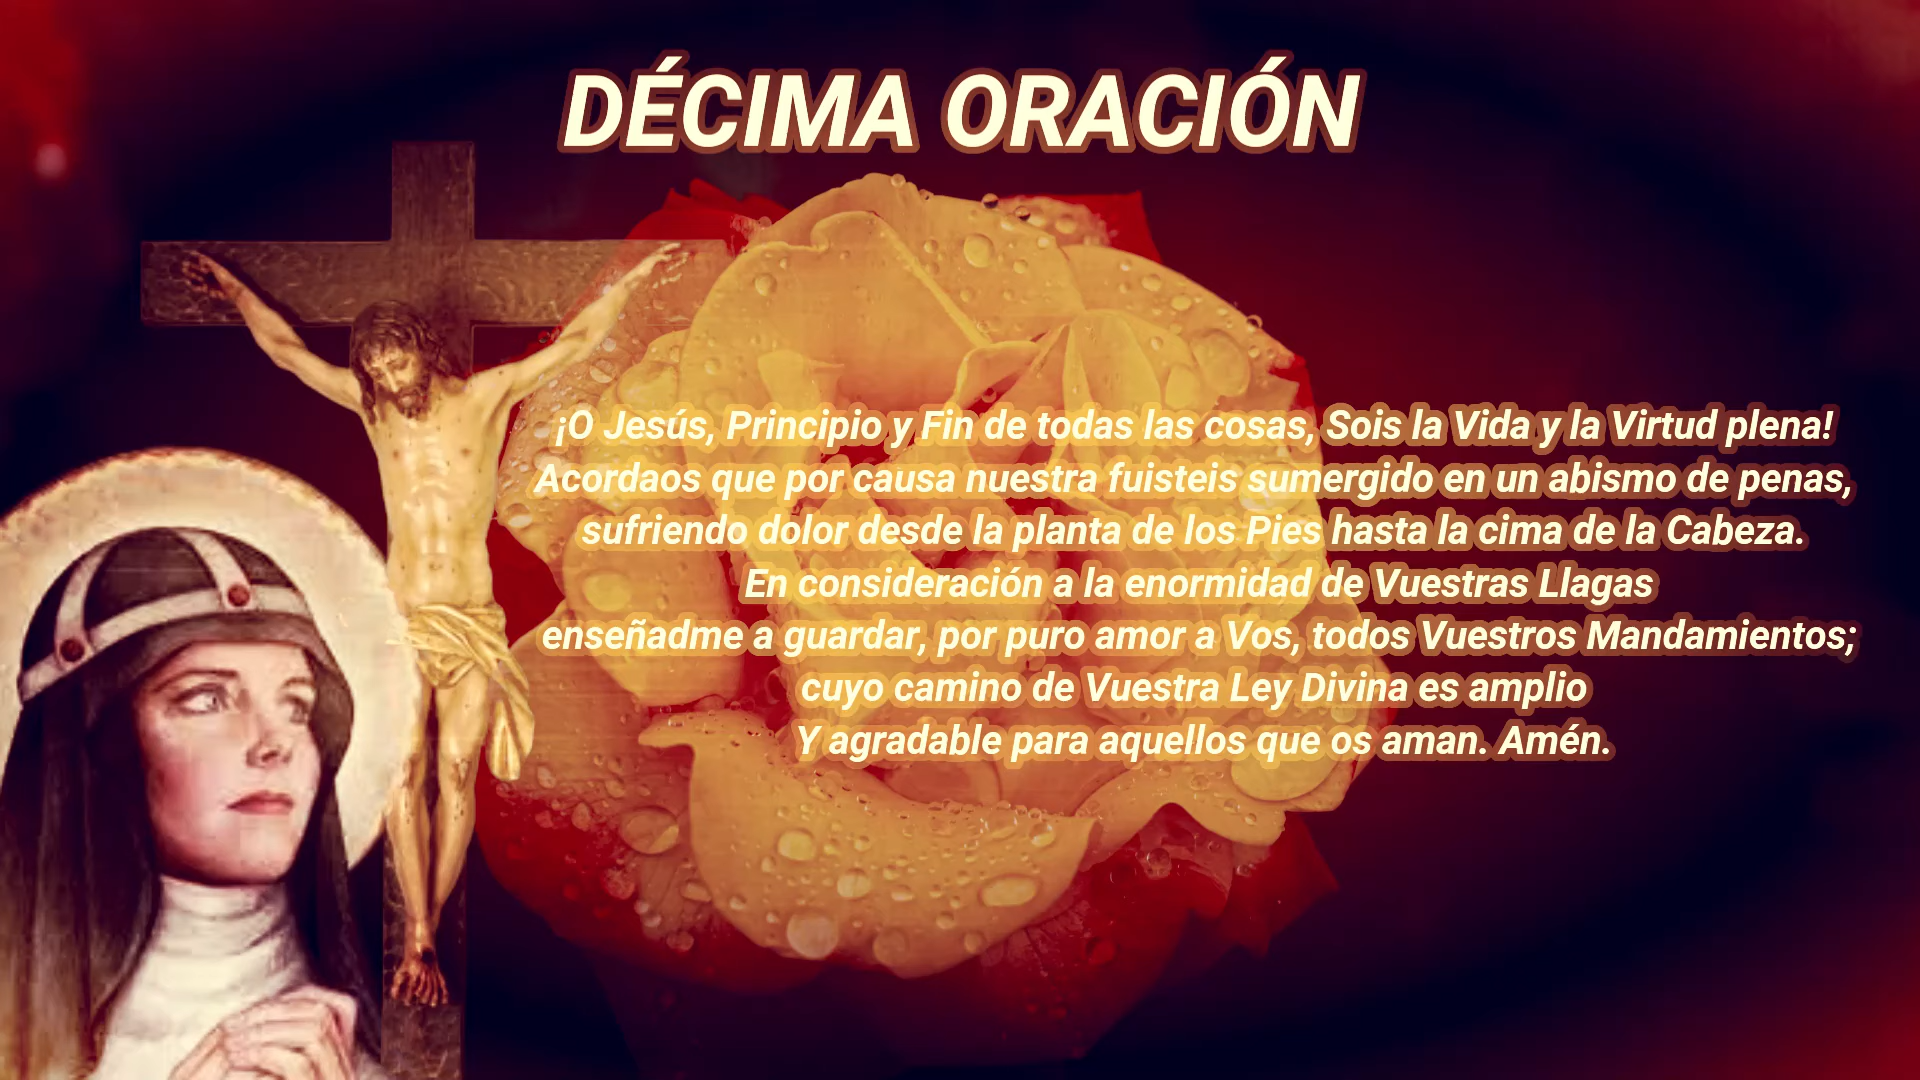 DÉCIMA ORACIÓN
¡O Jesús, Principio y Fin de todas las cosas, Sois la Vida y la Virtud plena!
Acordaos que por causa nuestra fuisteis sumergido en un abismo de penas,
sufriendo dolor desde la planta de los Pies hasta la cima de la Cabeza.
En consideración a la enormidad de Vuestras Llagas
enseñadme a guardar, por puro amor a Vos, todos Vuestros Mandamientos;
cuyo camino de Vuestra Ley Divina es amplio
Y agradable para aquellos que os aman. Amén.